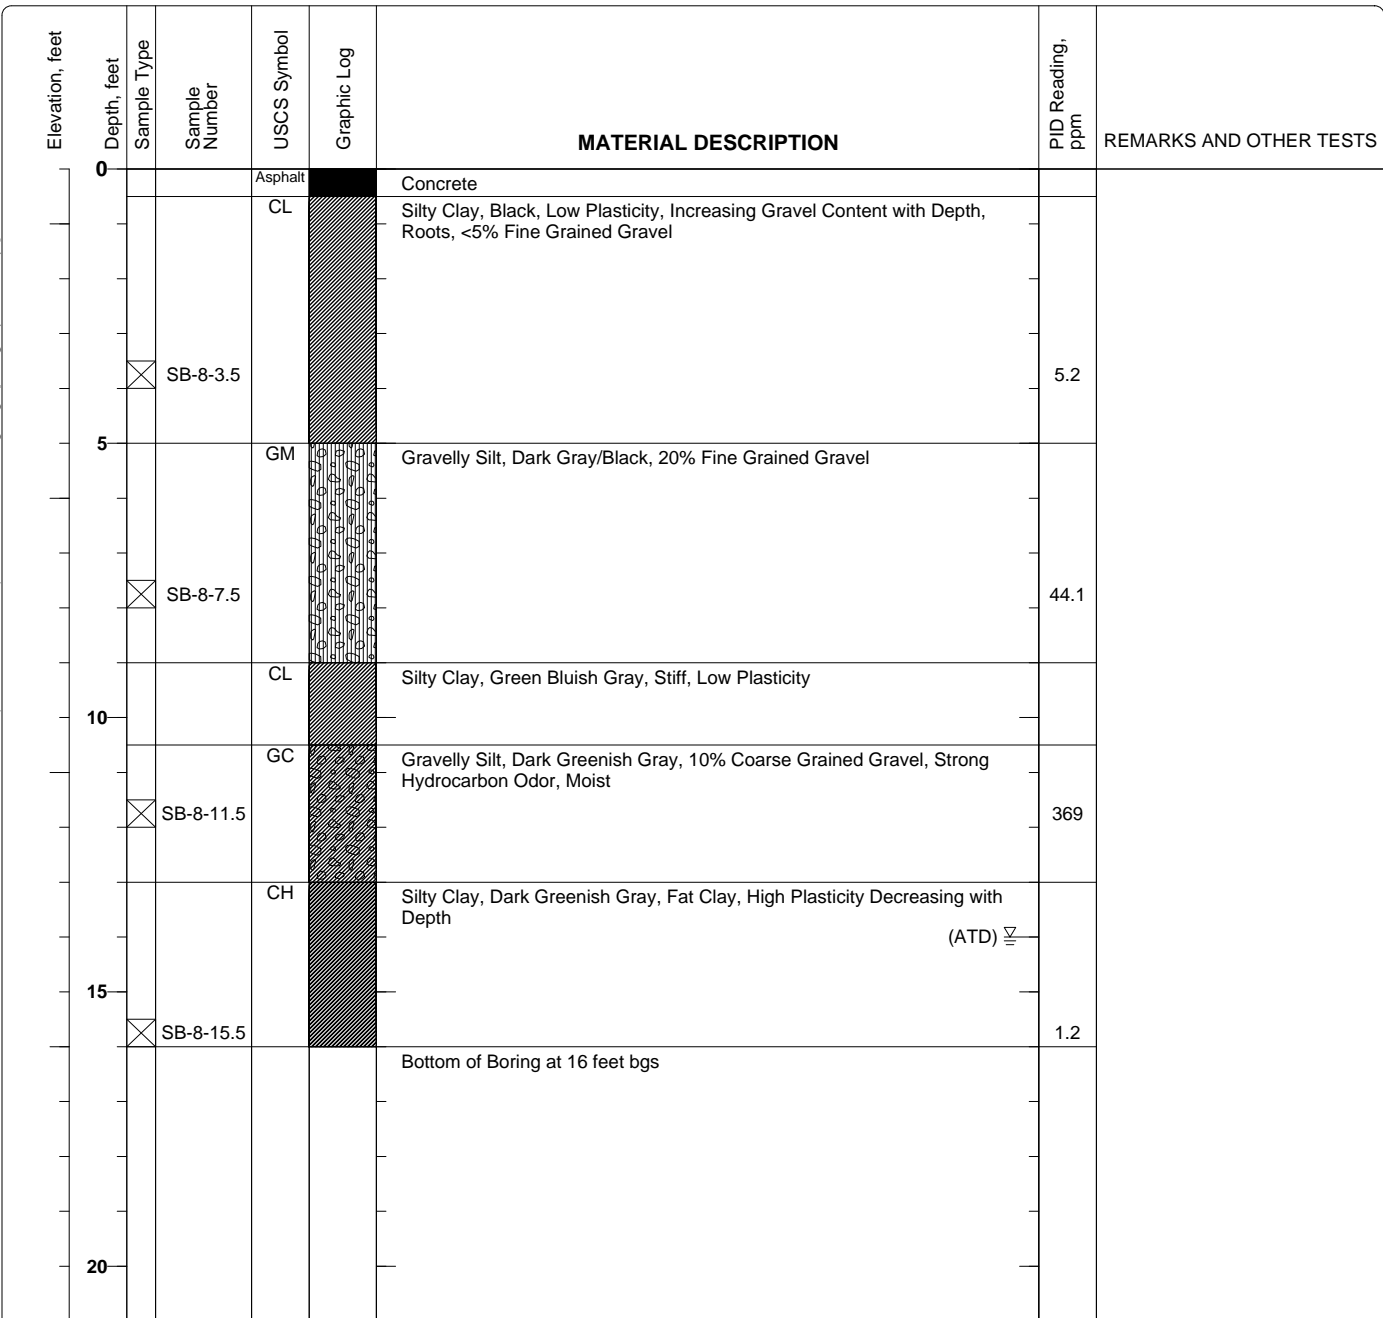 Elevation, feet
Depth, feet
Sample Type
Sample
Number
USCS Symbol
Graphic Log
MATERIAL DESCRIPTION
PID Reading,
ppm
REMARKS AND OTHER TESTS
0
Asphalt
Concrete
CL
Silty Clay, Black, Low Plasticity, Increasing Gravel Content with Depth,
Roots, <5% Fine Grained Gravel
SB-8-3.5
5.2
5
GM
Gravelly Silt, Dark Gray/Black, 20% Fine Grained Gravel
SB-8-7.5
44.1
CL
Silty Clay, Green Bluish Gray, Stiff, Low Plasticity
10
GC
Gravelly Silt, Dark Greenish Gray, 10% Coarse Grained Gravel, Strong
Hydrocarbon Odor, Moist
SB-8-11.5
369
CH
Silty Clay, Dark Greenish Gray, Fat Clay, High Plasticity Decreasing with
Depth
(ATD)
15
SB-8-15.5
1.2
Bottom of Boring at 16 feet bgs
20